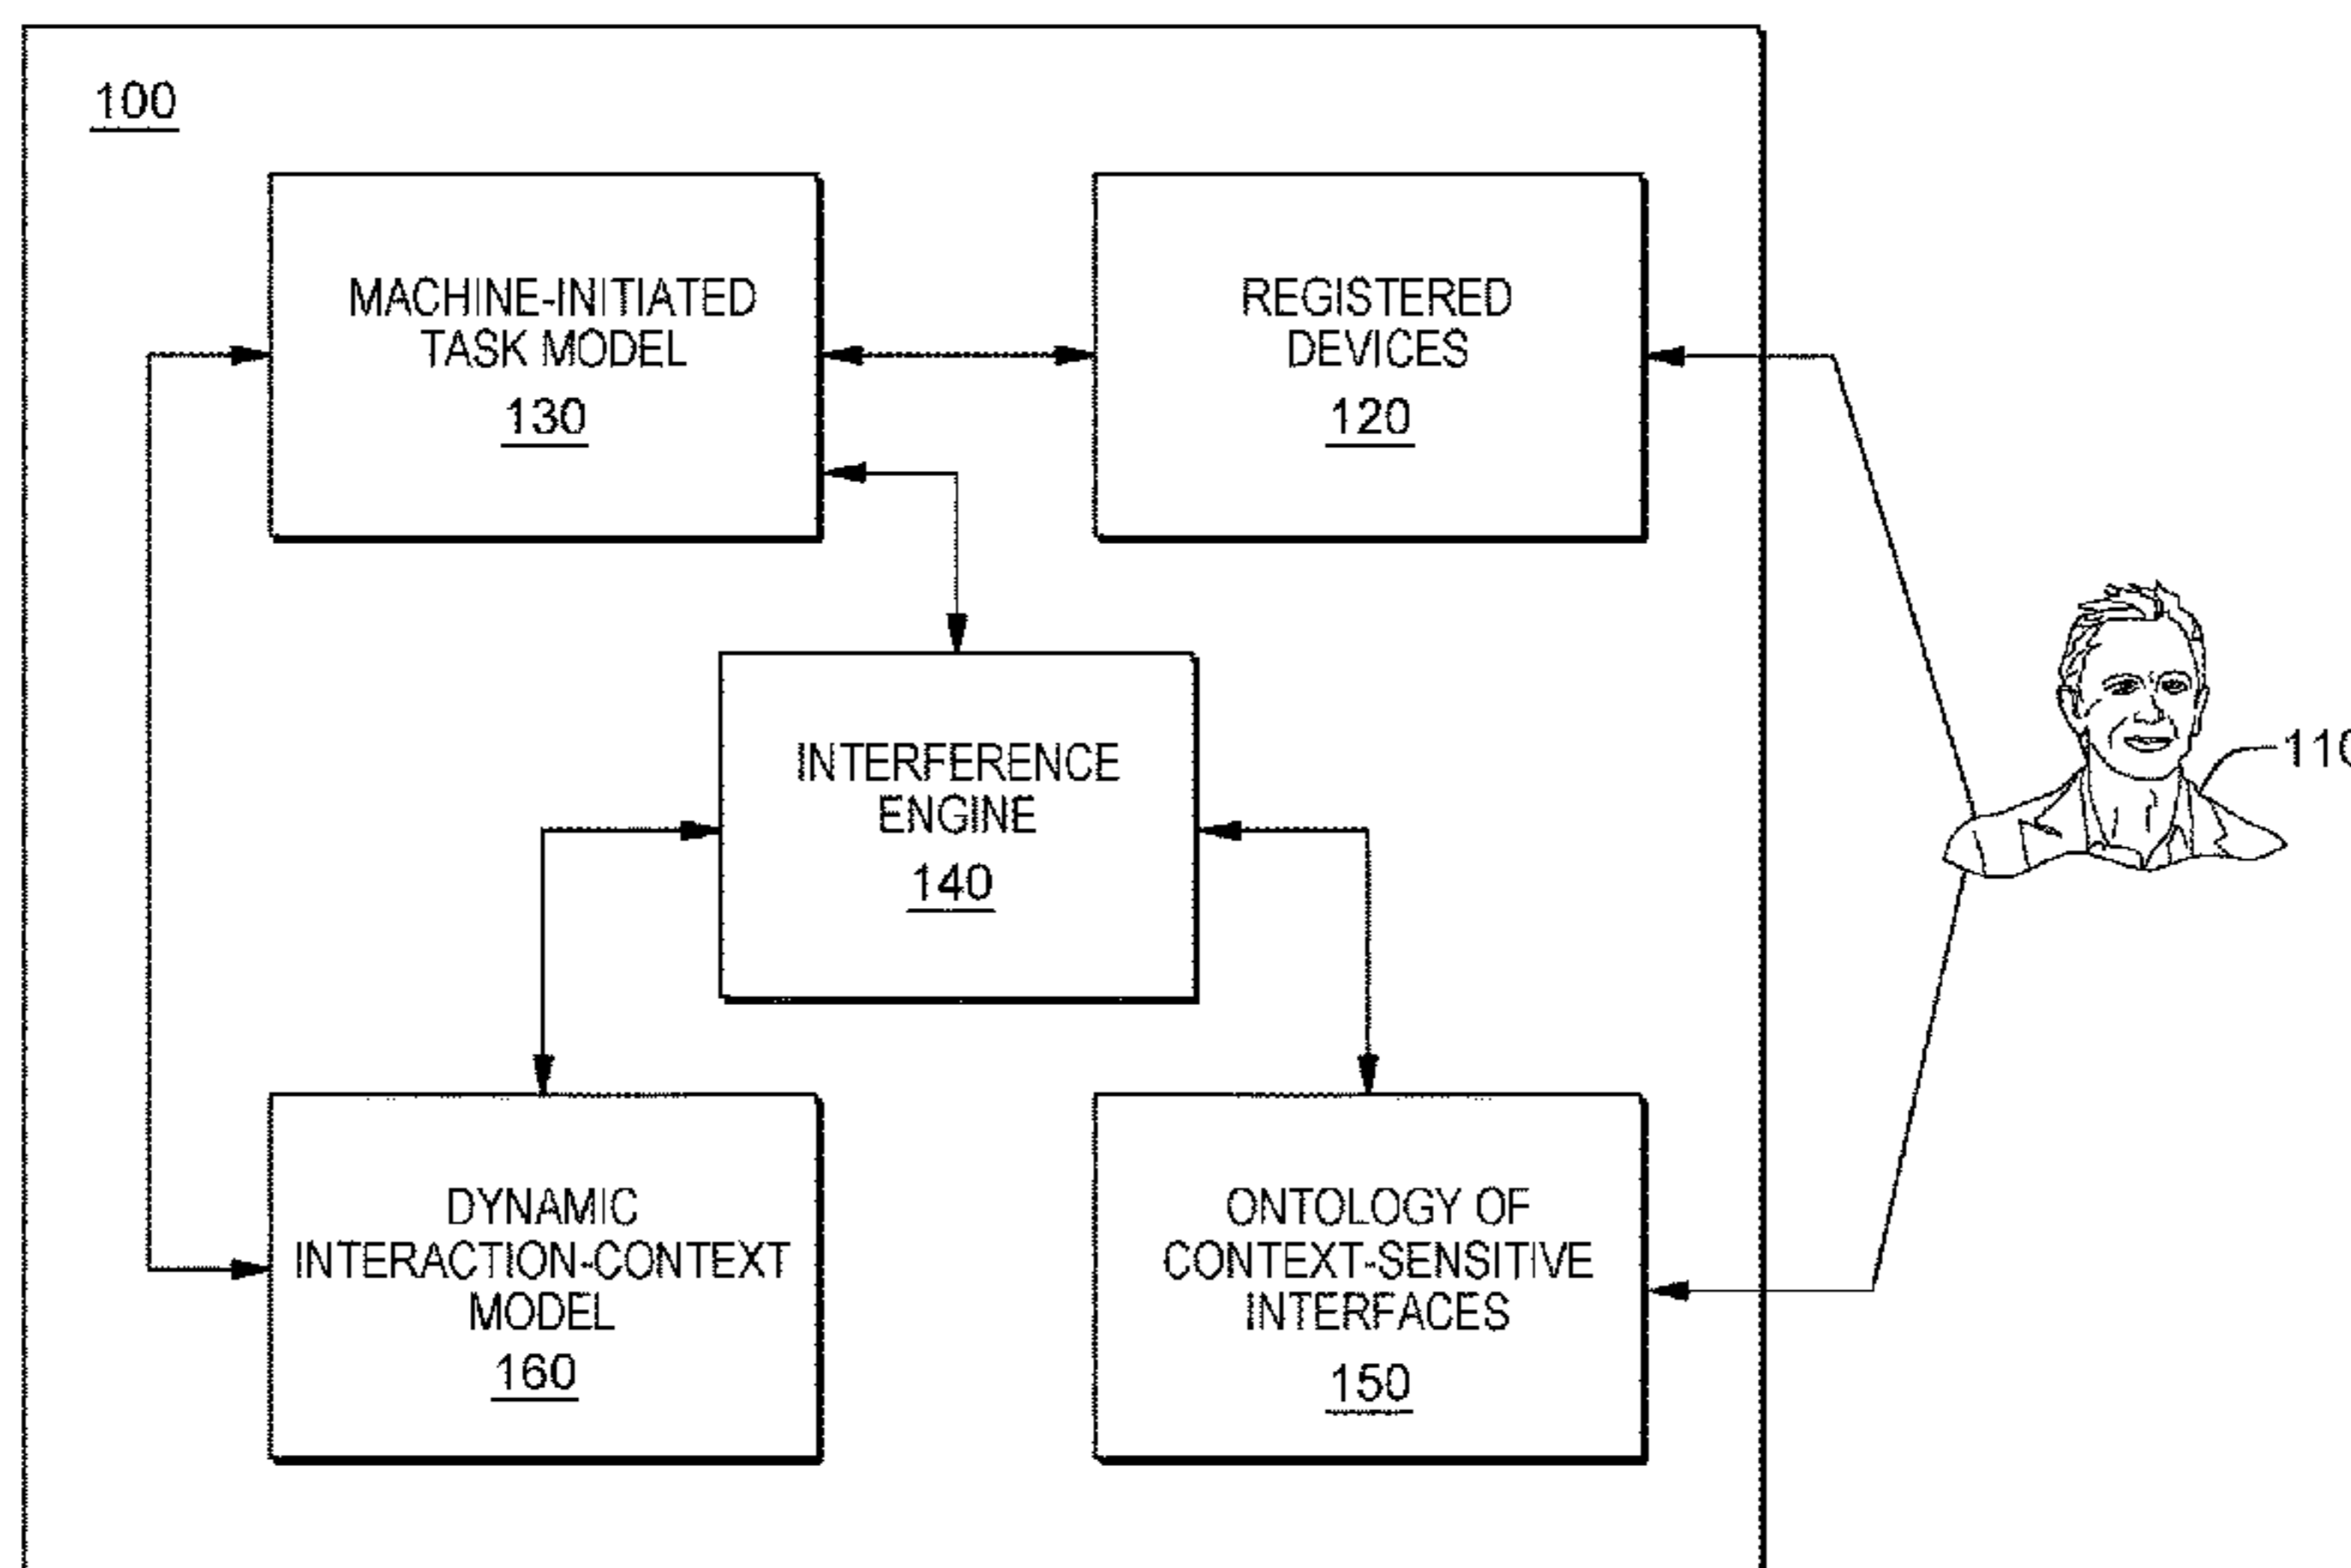 100
MACHINE-INITIATED
TASK MODEL
130
REGISTERED
DEVICES
120
INTERFERENCE
ENGINE
140
110
DYNAMIC
INTERACTION-CONTEXT
MODEL
160
ONTOLOGY OF
CONTEXT-SENSITIVE
INTERFACES
150